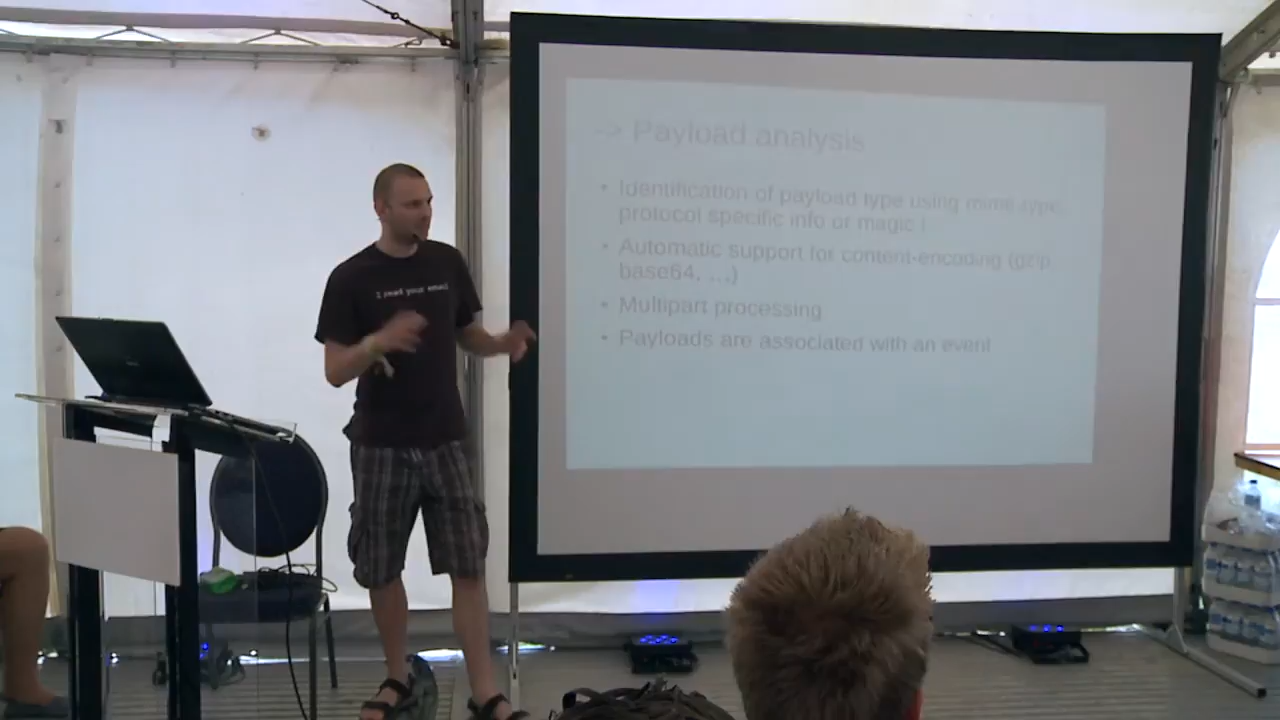 -> Payload analysis
• Identification of payload type using mime-type,
protocol specific info or magic !
• Automatic support for content-encoding (gzip,
base64, …)
• Multipart processing
• Payloads are associated with an event
I read your email